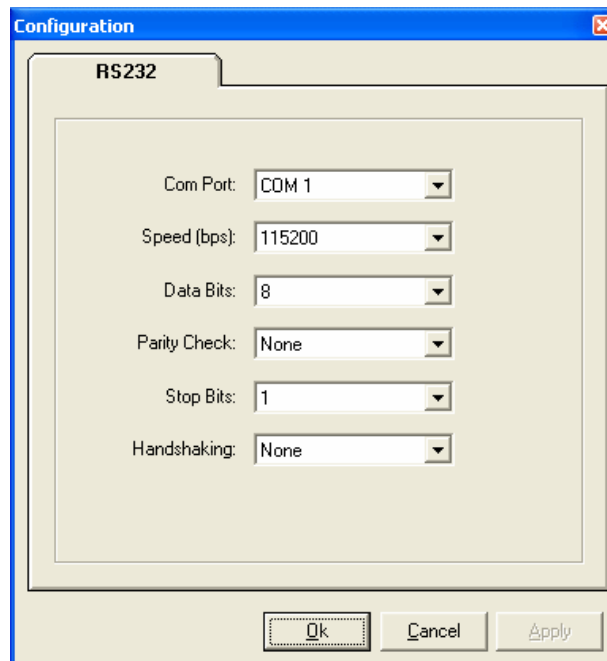 Configuration
RS232
Com Port: COM 1
Speed (bps): 115200
Data Bits: 8
Parity Check: None
Stop Bits: 1
Handshaking: None
Ok Cancel Apply